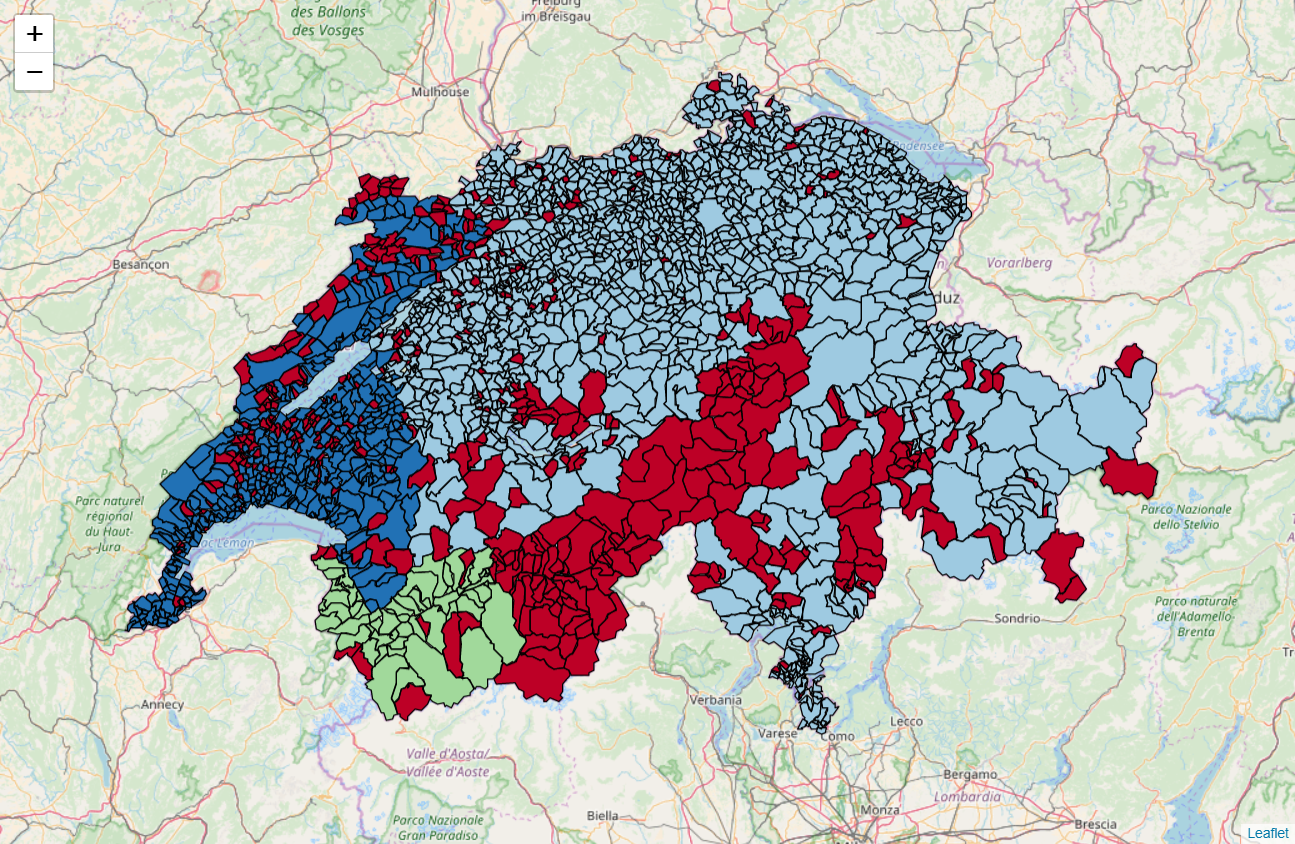 Freiburg
im Breisgau
des Ballons
des Vosges
+
−
Mulhouse
Bodensee
Besançon
Vorarlberg
duz
Parc naturel
régional
du Haut-
Jura
Lac Léman
Parco Nazionale
dello Stelvio
Sondrio
Parco naturale
dell'Adamello-
Brenta
Annecy
Verbania
Lecco
Varese
Como
Valle d'Aosta/
Vallée d'Aoste
Bergamo
Lombardia
Biella
Monza
Parco Nazionale
Gran Paradiso
Brescia
Leaflet